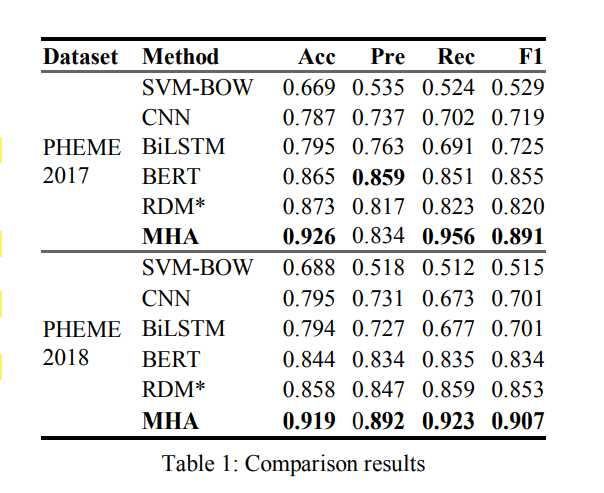 Dataset Method Acc Pre Rec F1
SVM-BOW 0.669 0.535 0.524 0.529
CNN 0.787 0.737 0.702 0.719
PHEME BiLSTM 0.795 0.763 0.691 0.725
2017 BERT 0.865 0.859 0.851 0.855
RDM* 0.873 0.817 0.823 0.820
MHA 0.926 0.834 0.956 0.891
SVM-BOW 0.688 0.518 0.512 0.515
CNN 0.795 0.731 0.673 0.701
PHEME BiLSTM 0.794 0.727 0.677 0.701
2018 BERT 0.844 0.834 0.835 0.834
RDM* 0.858 0.847 0.859 0.853
MHA 0.919 0.892 0.923 0.907
Table 1: Comparison results